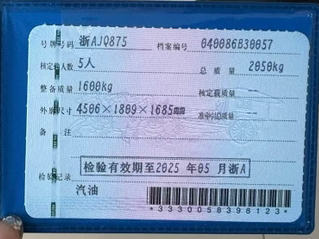 号牌号码 浙AJQ875 档案编号 040086830057
核定载人数 5人 总质量 2050kg
整备质量 1600kg 核定载质量
外廓尺寸 4506×1809×1685mm 准牵引总质量
检验有效期至2025年05月浙A
检验记录
汽油
*3330058398123*